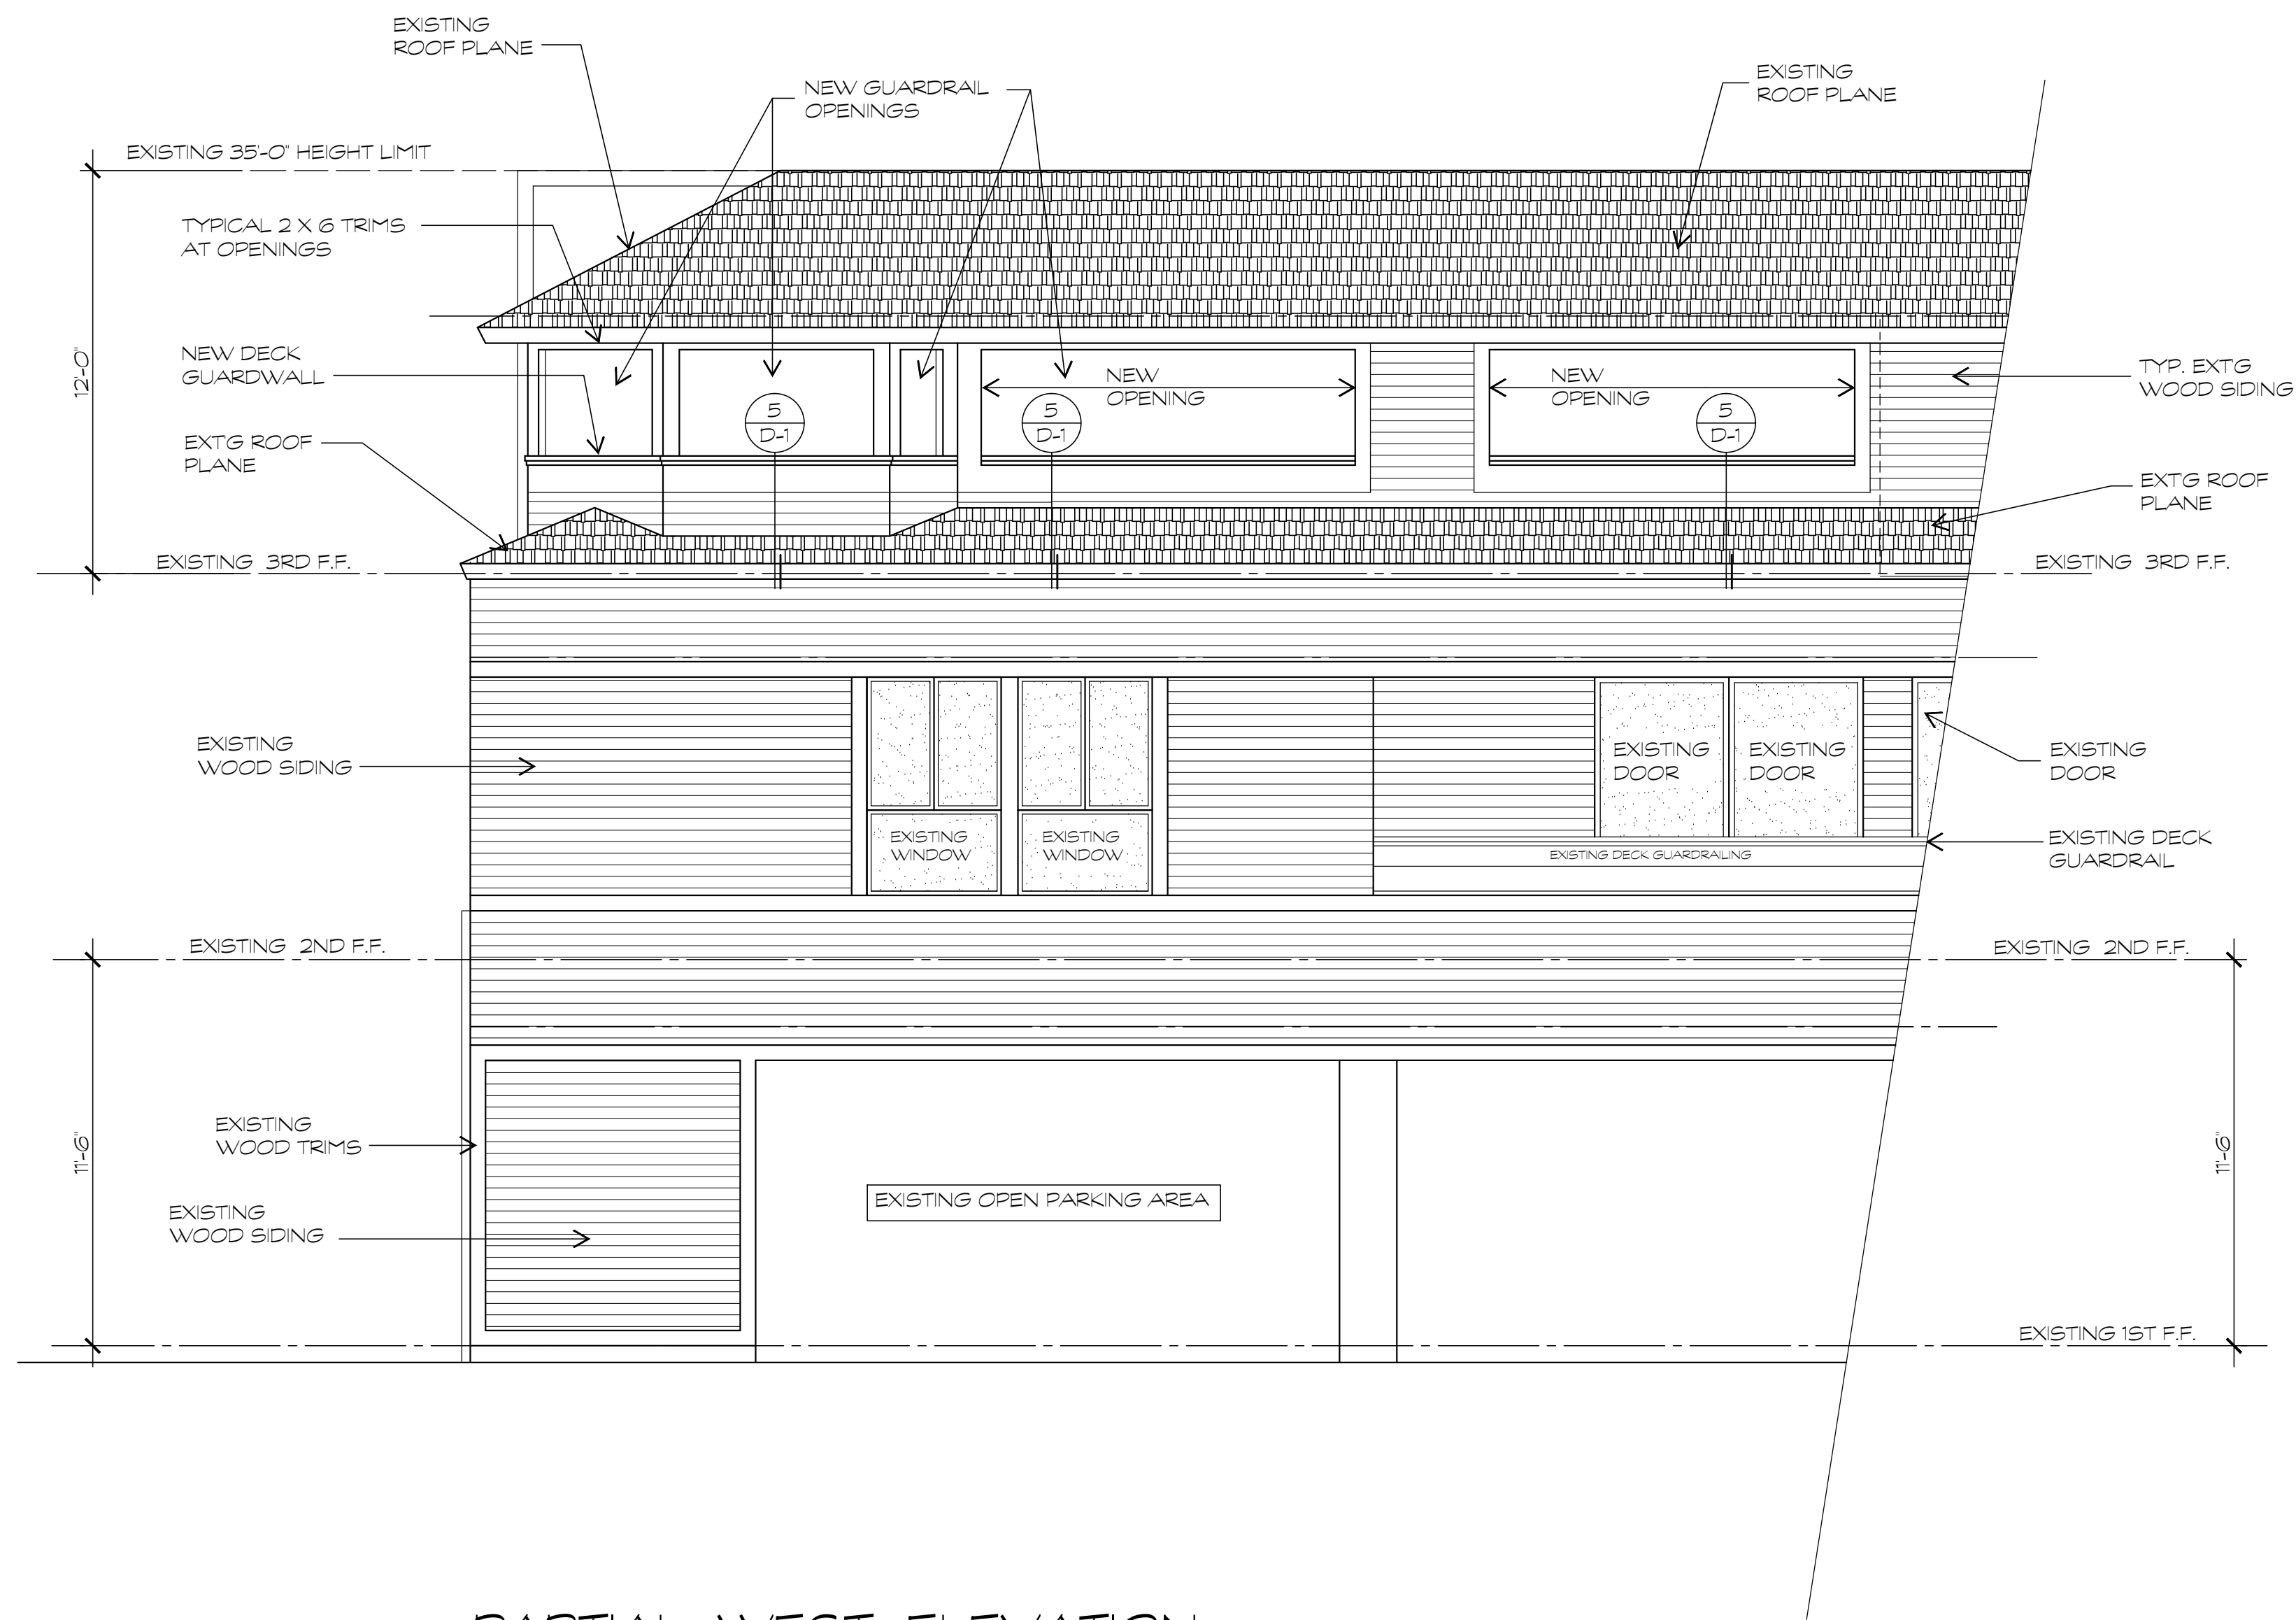 EXISTING
ROOF PLANE
NEW GUARDRAIL
OPENINGS
EXISTING
ROOF PLANE
EXISTING 35'-0" HEIGHT LIMIT
TYPICAL 2 X 6 TRIMS
AT OPENINGS
NEW DECK
GUARDWALL
12'-0"
NEW
OPENING
NEW
OPENING
TYP. EXTG
WOOD SIDING
5
D-1
5
D-1
5
D-1
EXTG ROOF
PLANE
EXTG ROOF
PLANE
EXISTING 3RD F.F.
EXISTING 3RD F.F.
EXISTING
WOOD SIDING
EXISTING
DOOR
EXISTING
DOOR
EXISTING
DOOR
EXISTING
WINDOW
EXISTING
WINDOW
EXISTING DECK GUARDRAILING
EXISTING DECK
GUARDRAIL
EXISTING 2ND F.F.
EXISTING 2ND F.F.
EXISTING
WOOD TRIMS
11'-6"
11'-6"
EXISTING
WOOD SIDING
EXISTING OPEN PARKING AREA
EXISTING 1ST F.F.
PARTIAL WEST ELEVATION